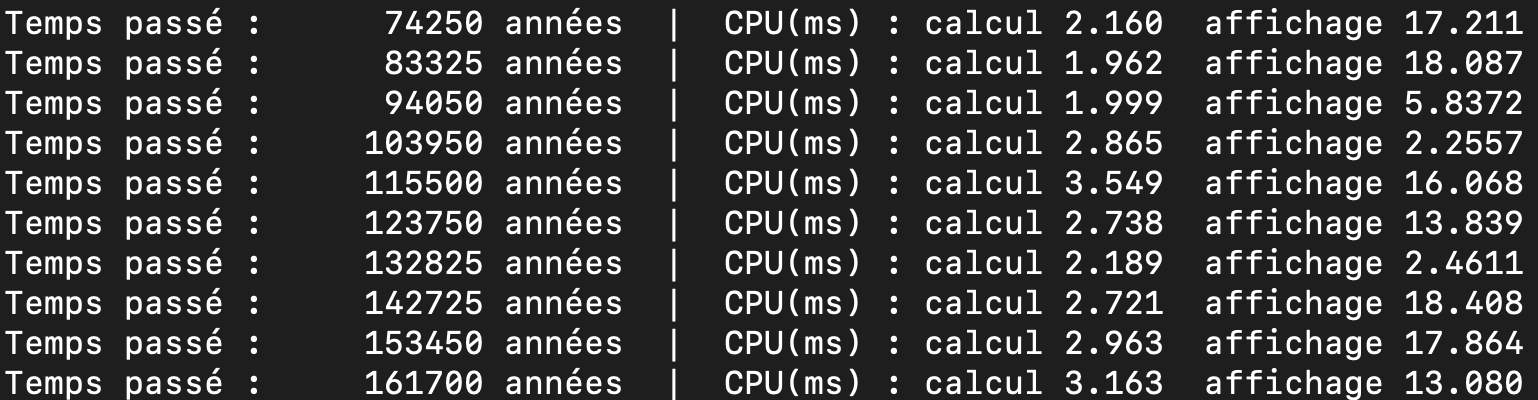 Temps passé :      74250 années  |  CPU(ms) : calcul 2.160  affichage 17.211
Temps passé :      83325 années  |  CPU(ms) : calcul 1.962  affichage 18.087
Temps passé :      94050 années  |  CPU(ms) : calcul 1.999  affichage 5.8372
Temps passé :     103950 années  |  CPU(ms) : calcul 2.865  affichage 2.2557
Temps passé :     115500 années  |  CPU(ms) : calcul 3.549  affichage 16.068
Temps passé :     123750 années  |  CPU(ms) : calcul 2.738  affichage 13.839
Temps passé :     132825 années  |  CPU(ms) : calcul 2.189  affichage 2.4611
Temps passé :     142725 années  |  CPU(ms) : calcul 2.721  affichage 18.408
Temps passé :     153450 années  |  CPU(ms) : calcul 2.963  affichage 17.864
Temps passé :     161700 années  |  CPU(ms) : calcul 3.163  affichage 13.080